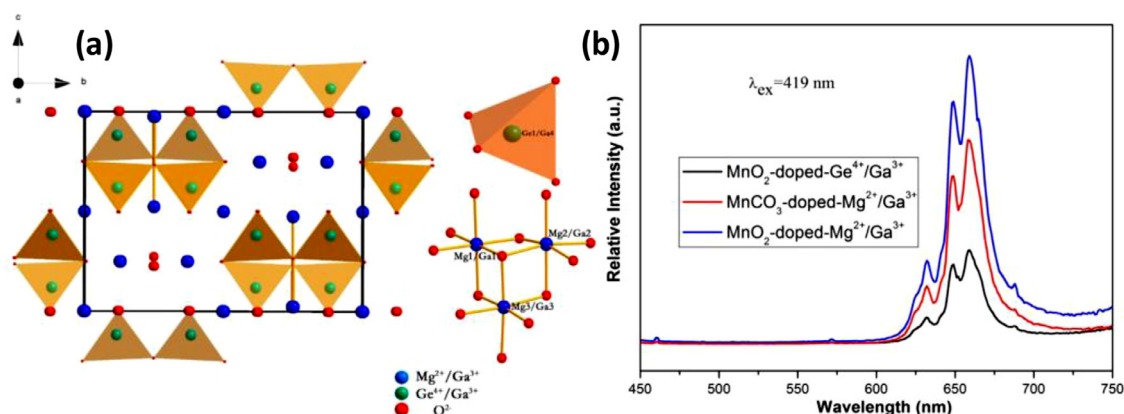 c
b
a
(a)
Ge1/Ga4
Mg2/Ga2
Mg1/Ga1
Mg3/Ga3
Mg²⁺/Ga³⁺
Ge⁴⁺/Ga³⁺
O²⁻
(b)
λex=419 nm
MnO₂-doped-Ge⁴⁺/Ga³⁺
MnCO₃-doped-Mg²⁺/Ga³⁺
MnO₂-doped-Mg²⁺/Ga³⁺
Relative Intensity (a.u.)
450 500 550 600 650 700 750
Wavelength (nm)